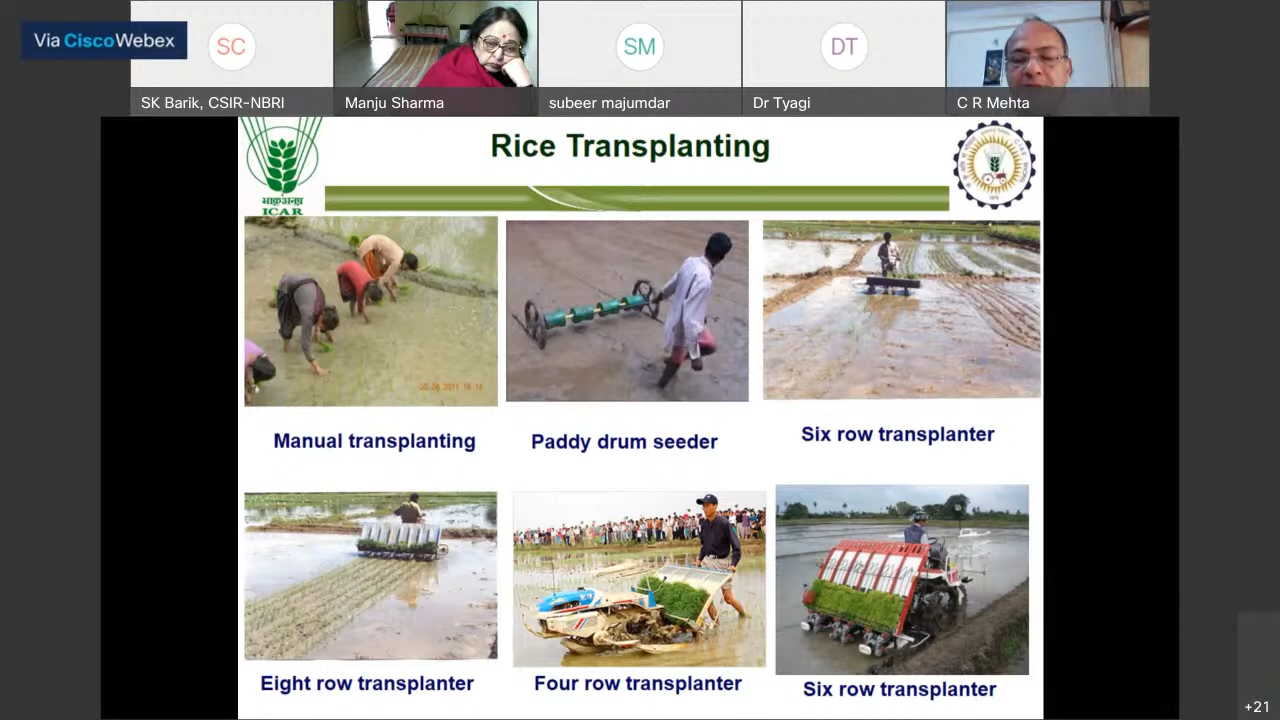 Via Cisco Webex
SC
SM
DT
SK Barik, CSIR-NBRI
Manju Sharma
subeer majumdar
Dr Tyagi
C R Mehta
Rice Transplanting
भाकृअनुप
ICAR
Manual transplanting
Paddy drum seeder
Six row transplanter
Eight row transplanter
Four row transplanter
Six row transplanter
+21